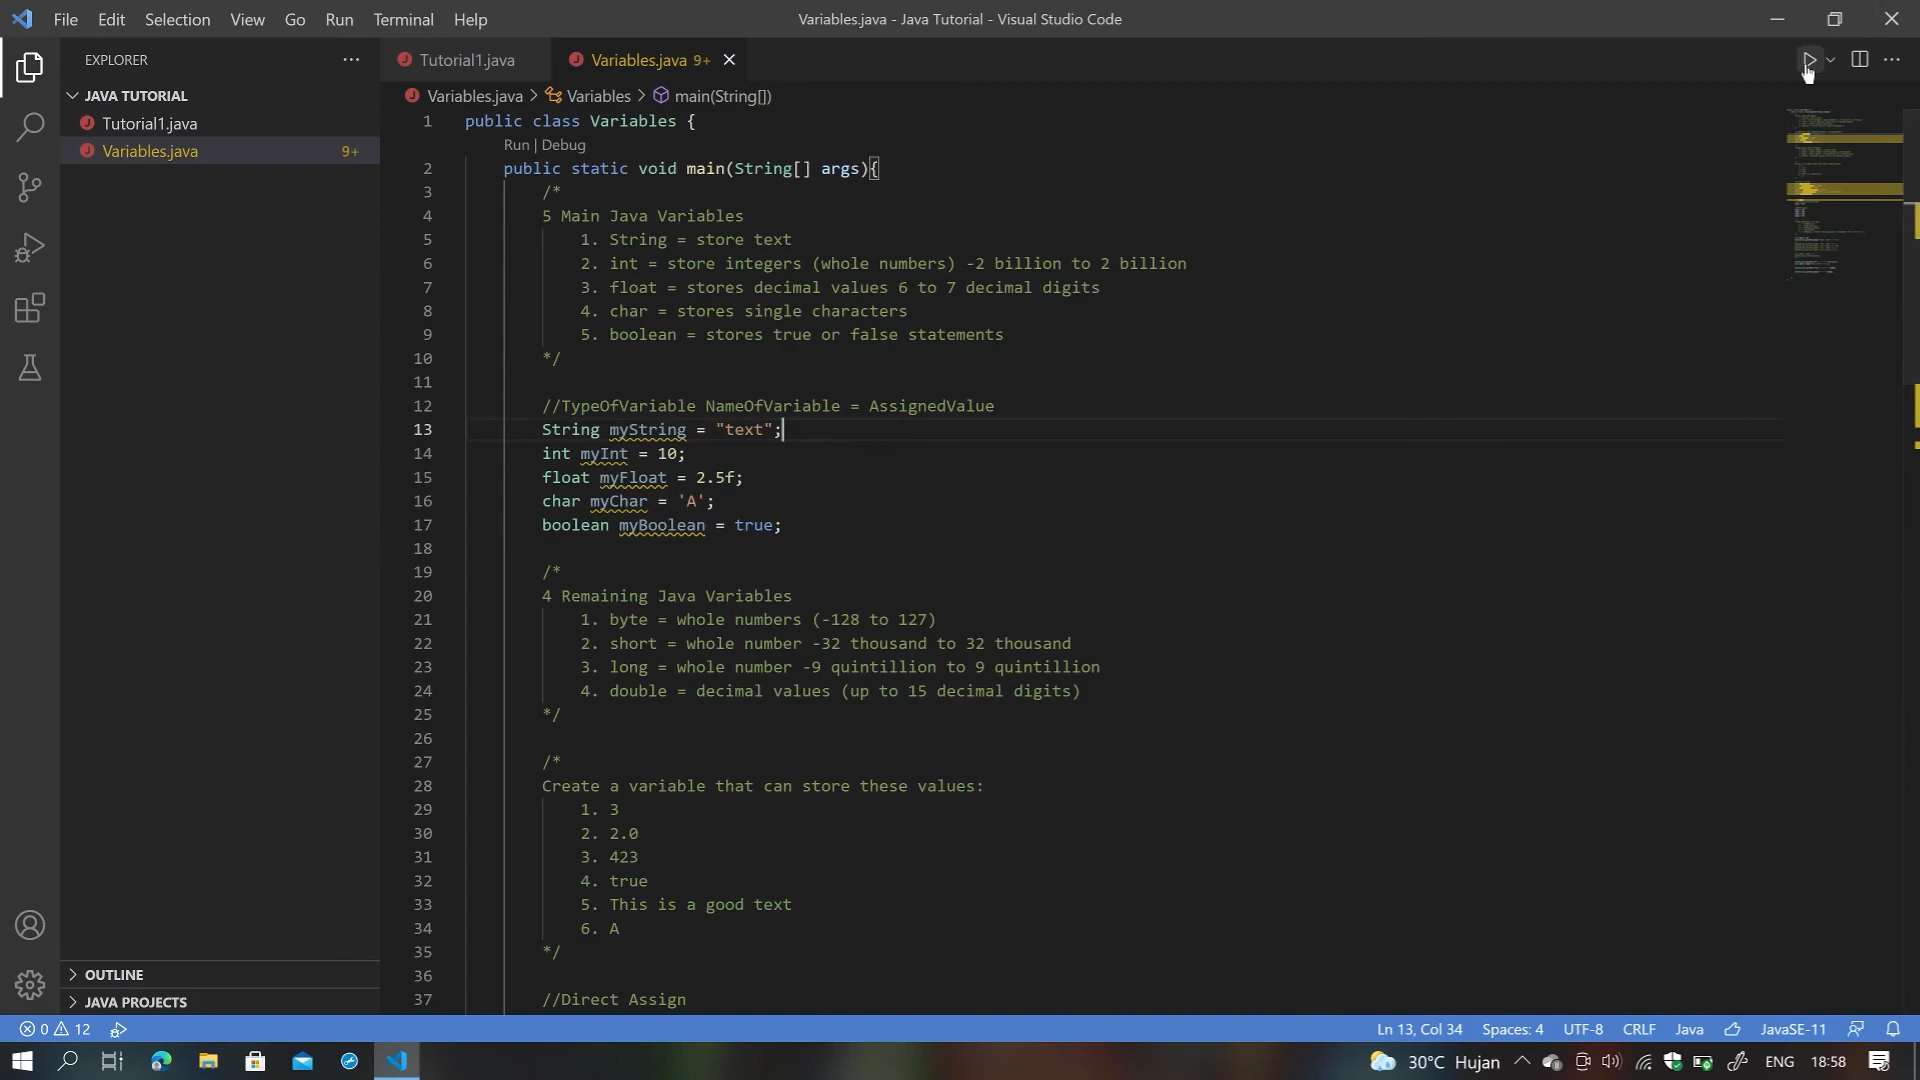 File Edit Selection View Go Run Terminal Help
Variables.java - Java Tutorial - Visual Studio Code
EXPLORER
JAVA TUTORIAL
Tutorial1.java
Variables.java 9+
OUTLINE
JAVA PROJECTS
Tutorial1.java
Variables.java 9+
Variables.java > Variables > main(String[])
1 public class Variables {
Run | Debug
2 public static void main(String[] args){
3 /*
4 5 Main Java Variables
5 1. String = store text
6 2. int = store integers (whole numbers) -2 billion to 2 billion
7 3. float = stores decimal values 6 to 7 decimal digits
8 4. char = stores single characters
9 5. boolean = stores true or false statements
10 */
11
12 //TypeOfVariable NameOfVariable = AssignedValue
13 String myString = "text";
14 int myInt = 10;
15 float myFloat = 2.5f;
16 char myChar = 'A';
17 boolean myBoolean = true;
18
19 /*
20 4 Remaining Java Variables
21 1. byte = whole numbers (-128 to 127)
22 2. short = whole number -32 thousand to 32 thousand
23 3. long = whole number -9 quintillion to 9 quintillion
24 4. double = decimal values (up to 15 decimal digits)
25 */
26
27 /*
28 Create a variable that can store these values:
29 1. 3
30 2. 2.0
31 3. 423
32 4. true
33 5. This is a good text
34 6. A
35 */
36
37 //Direct Assign
0 12
Ln 13, Col 34 Spaces: 4 UTF-8 CRLF Java JavaSE-11
30°C Hujan ENG 18:58